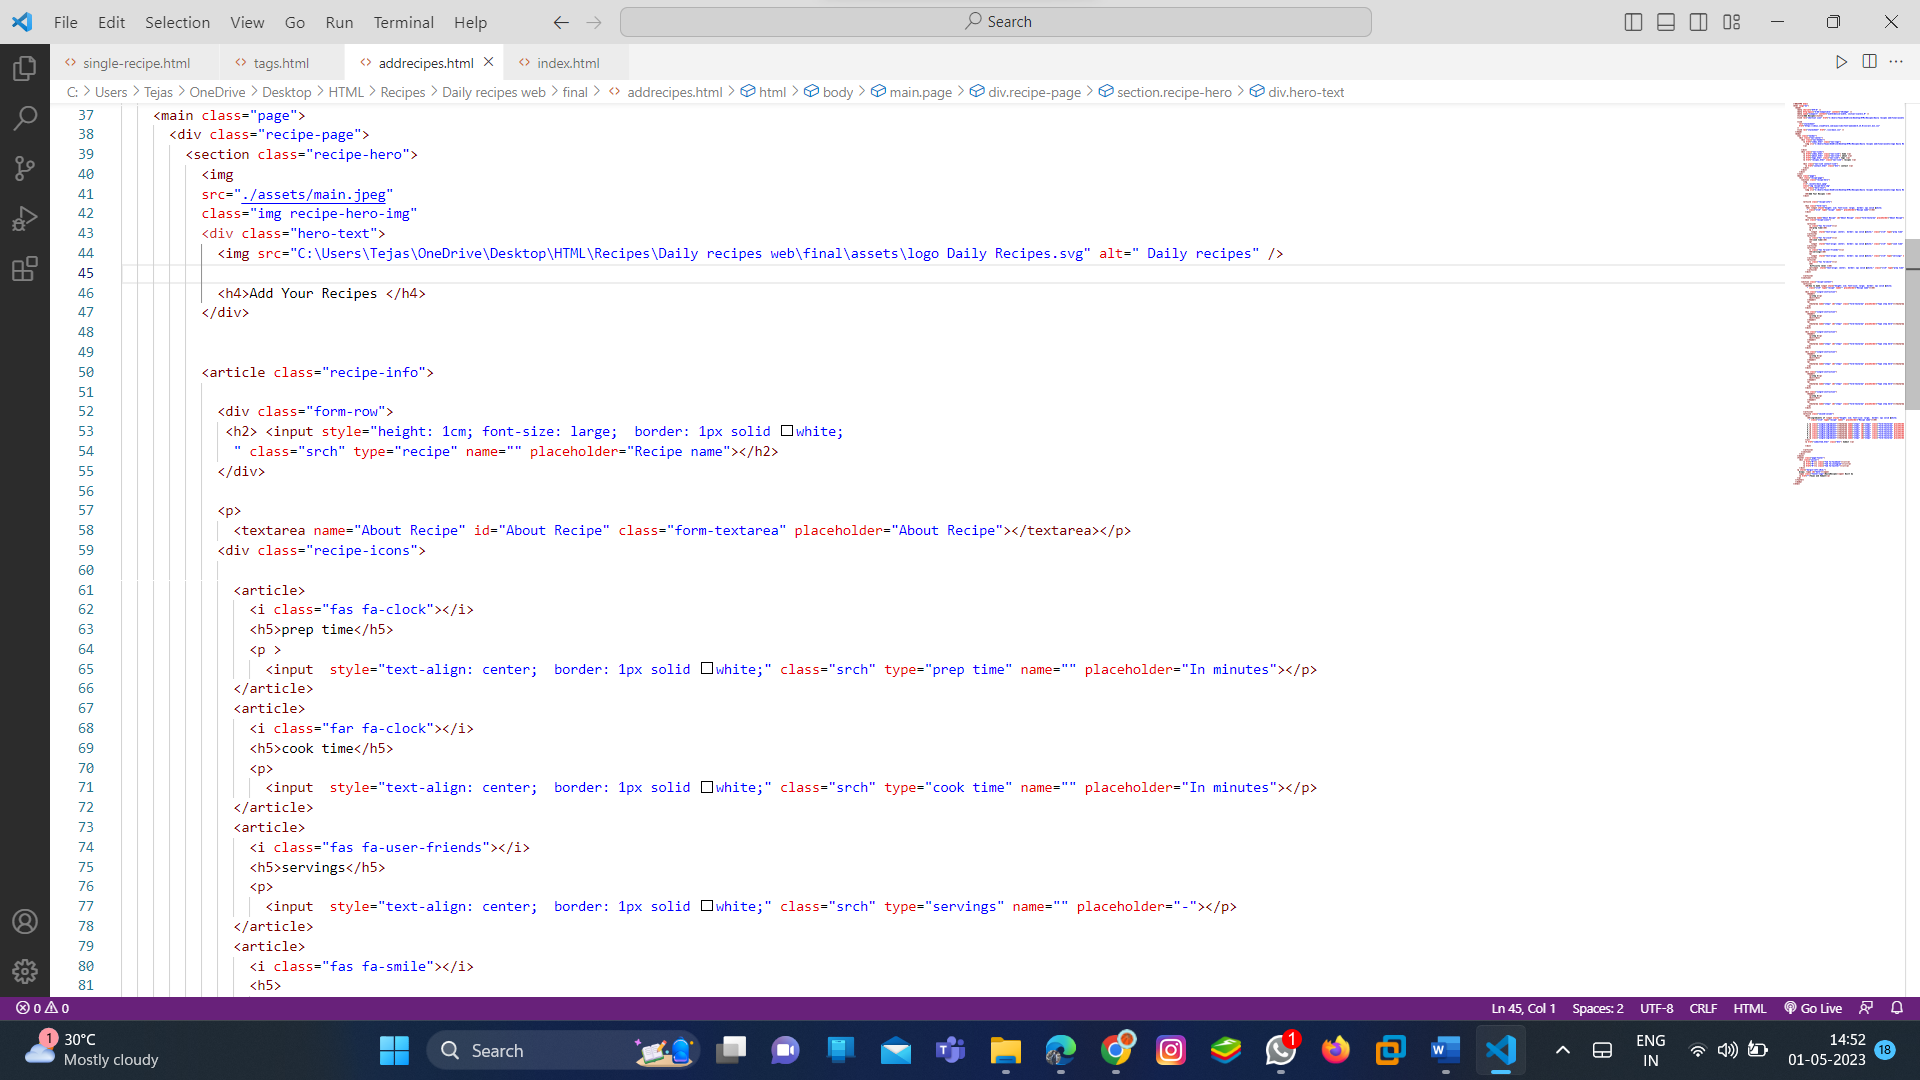 File Edit Selection View Go Run Terminal Help
Search
single-recipe.html
tags.html
addrecipes.html
index.html
C: > Users > Tejas > OneDrive > Desktop > HTML > Recipes > Daily recipes web > final > addrecipes.html > html > body > main.page > div.recipe-page > section.recipe-hero > div.hero-text
37 <main class="page">
38 <div class="recipe-page">
39 <section class="recipe-hero">
40 <img
41 src="./assets/main.jpeg"
42 class="img recipe-hero-img"
43 <div class="hero-text">
44 <img src="C:\Users\Tejas\OneDrive\Desktop\HTML\Recipes\Daily recipes web\final\assets\logo Daily Recipes.svg" alt=" Daily recipes" />
45
46 <h4>Add Your Recipes </h4>
47 </div>
48
49
50 <article class="recipe-info">
51
52 <div class="form-row">
53 <h2> <input style="height: 1cm; font-size: large;  border: 1px solid white;
54 " class="srch" type="recipe" name="" placeholder="Recipe name"></h2>
55 </div>
56
57 <p>
58 <textarea name="About Recipe" id="About Recipe" class="form-textarea" placeholder="About Recipe"></textarea></p>
59 <div class="recipe-icons">
60
61 <article>
62 <i class="fas fa-clock"></i>
63 <h5>prep time</h5>
64 <p >
65 <input  style="text-align: center;  border: 1px solid white;" class="srch" type="prep time" name="" placeholder="In minutes"></p>
66 </article>
67 <article>
68 <i class="far fa-clock"></i>
69 <h5>cook time</h5>
70 <p>
71 <input  style="text-align: center;  border: 1px solid white;" class="srch" type="cook time" name="" placeholder="In minutes"></p>
72 </article>
73 <article>
74 <i class="fas fa-user-friends"></i>
75 <h5>servings</h5>
76 <p>
77 <input  style="text-align: center;  border: 1px solid white;" class="srch" type="servings" name="" placeholder="-"></p>
78 </article>
79 <article>
80 <i class="fas fa-smile"></i>
81 <h5>
0 0
Ln 45, Col 1 Spaces: 2 UTF-8 CRLF HTML Go Live
1
30°C
Mostly cloudy
Search
1
ENG
IN
14:52
01-05-2023
18